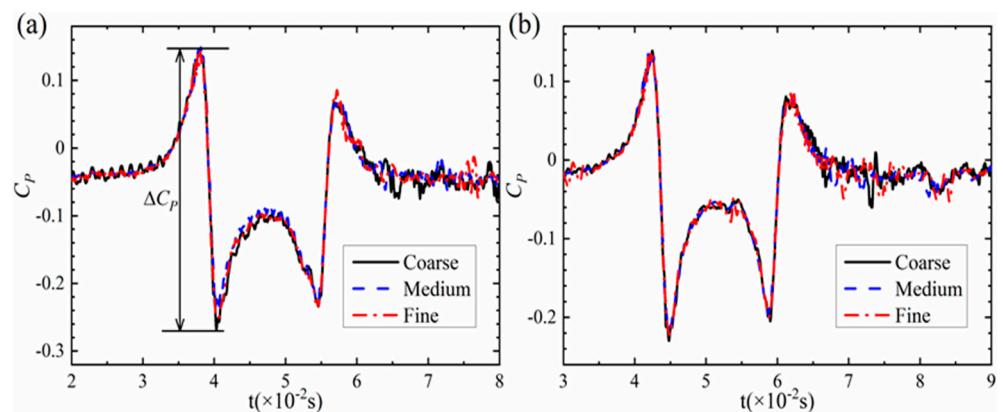 (a)
0.1
0
-0.1
-0.2
-0.3
C_P
ΔC_P
Coarse
Medium
Fine
2 3 4 5 6 7 8
t(×10⁻²s)
(b)
0.1
0
-0.1
-0.2
C_P
Coarse
Medium
Fine
3 4 5 6 7 8 9
t(×10⁻²s)